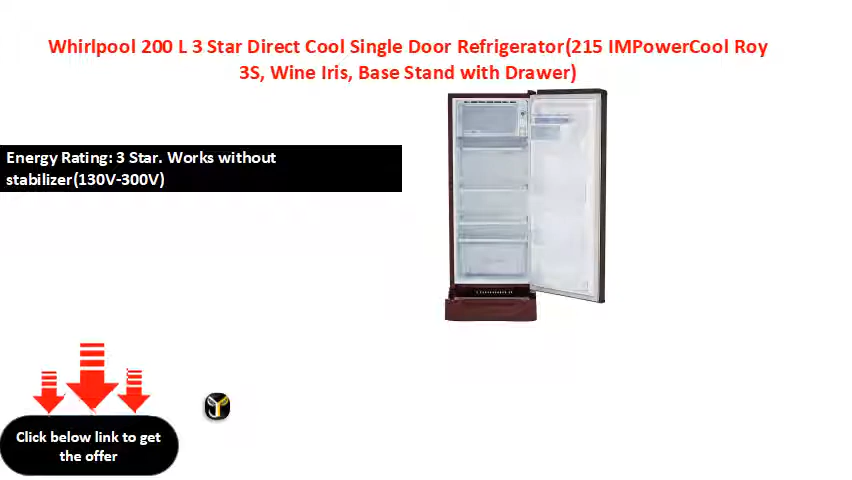 Whirlpool 200 L 3 Star Direct Cool Single Door Refrigerator(215 IMPowerCool Roy
3S, Wine Iris, Base Stand with Drawer)
Energy Rating: 3 Star. Works without
stabilizer(130V-300V)
Click below link to get
the offer